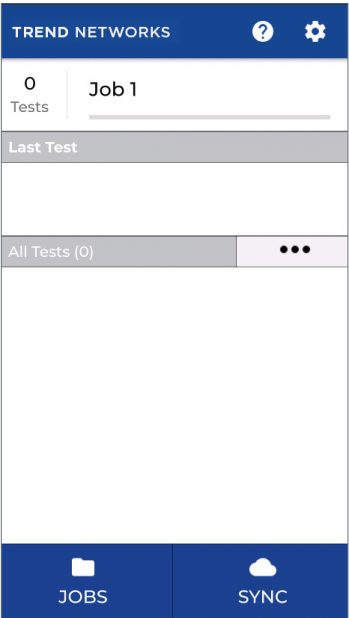 TREND NETWORKS
0
Tests
Job 1
Last Test
All Tests (0)
JOBS
SYNC